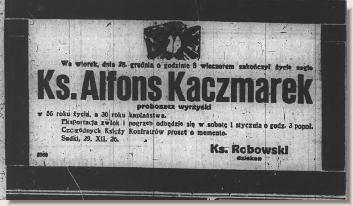 We wtorek, dnia 28. grudnia o godzinie 8 wieczorem zakończył życie nagle
Ks. Alfons Kaczmarek
proboszcz wyrzyski
w 56 roku życia, a 30 roku kapłaństwa.
Eksportacja zwłok i pogrzeb odbędzie się w sobotę 1 stycznia o godz. 3 popoł.
Czcigodnych Księży Konfratrów proszę o memento.
Sadki, 29. XII. 26.
Ks. Robowski
dziekan